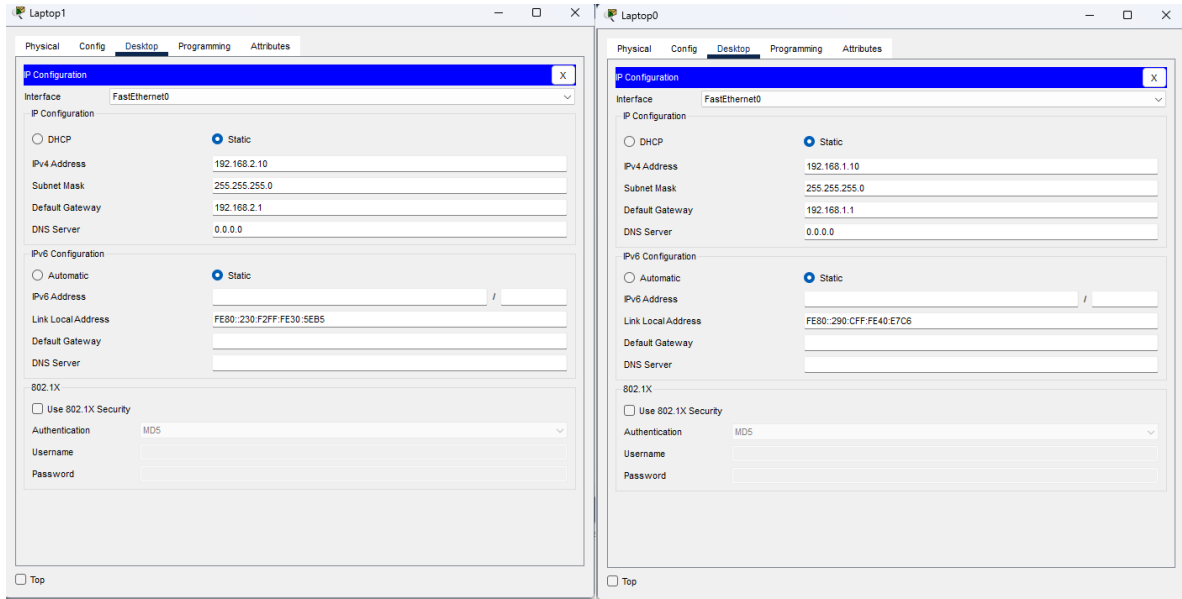 Laptop1
Physical Config Desktop Programming Attributes
IP Configuration X
Interface FastEthernet0
IP Configuration
DHCP Static
IPv4 Address 192.168.2.10
Subnet Mask 255.255.255.0
Default Gateway 192.168.2.1
DNS Server 0.0.0.0
IPv6 Configuration
Automatic Static
IPv6 Address /
Link Local Address FE80::230:F2FF:FE30:5EB5
Default Gateway
DNS Server
802.1X
Use 802.1X Security
Authentication MD5
Username
Password
Top
Laptop0
Physical Config Desktop Programming Attributes
IP Configuration X
Interface FastEthernet0
IP Configuration
DHCP Static
IPv4 Address 192.168.1.10
Subnet Mask 255.255.255.0
Default Gateway 192.168.1.1
DNS Server 0.0.0.0
IPv6 Configuration
Automatic Static
IPv6 Address /
Link Local Address FE80::290:CFF:FE40:E7C6
Default Gateway
DNS Server
802.1X
Use 802.1X Security
Authentication MD5
Username
Password
Top